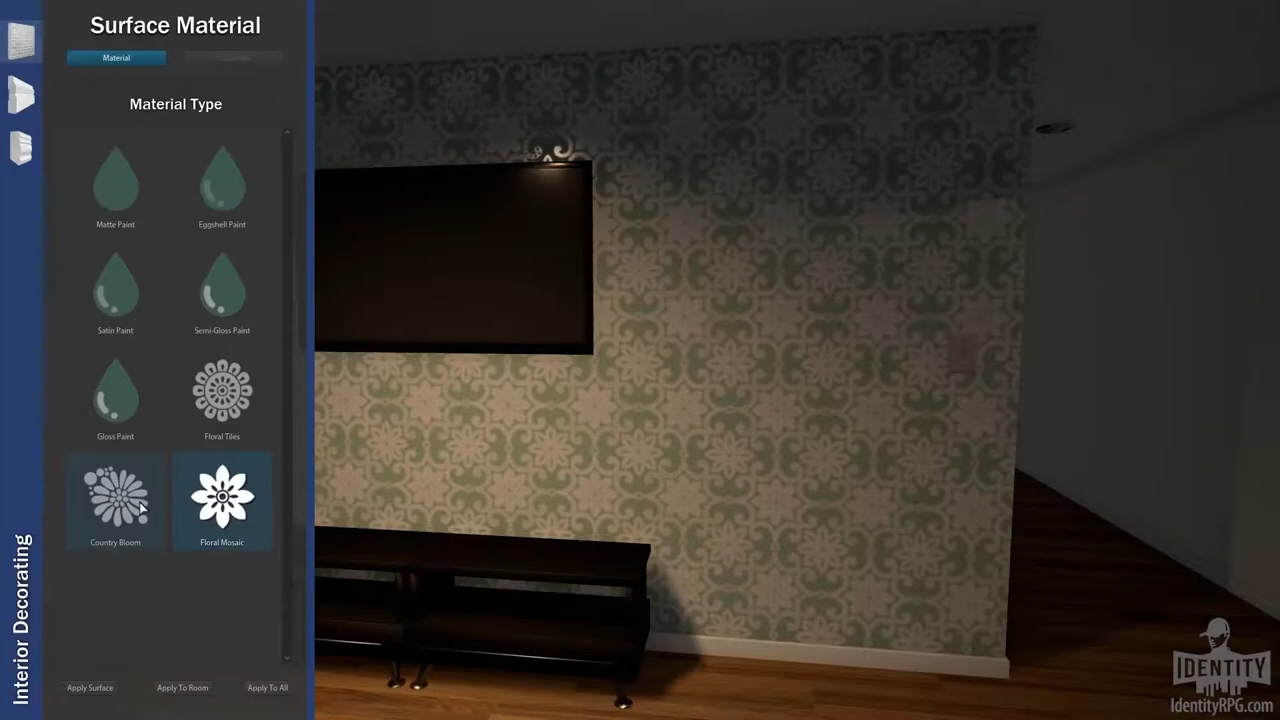 Surface Material
Material
Material Type
Matte Paint
Eggshell Paint
Satin Paint
Semi-Gloss Paint
Gloss Paint
Floral Tiles
Country Bloom
Floral Mosaic
Interior Decorating
Apply Surface
Apply To Room
Apply To All
IDENTITY
IdentityRPG.com